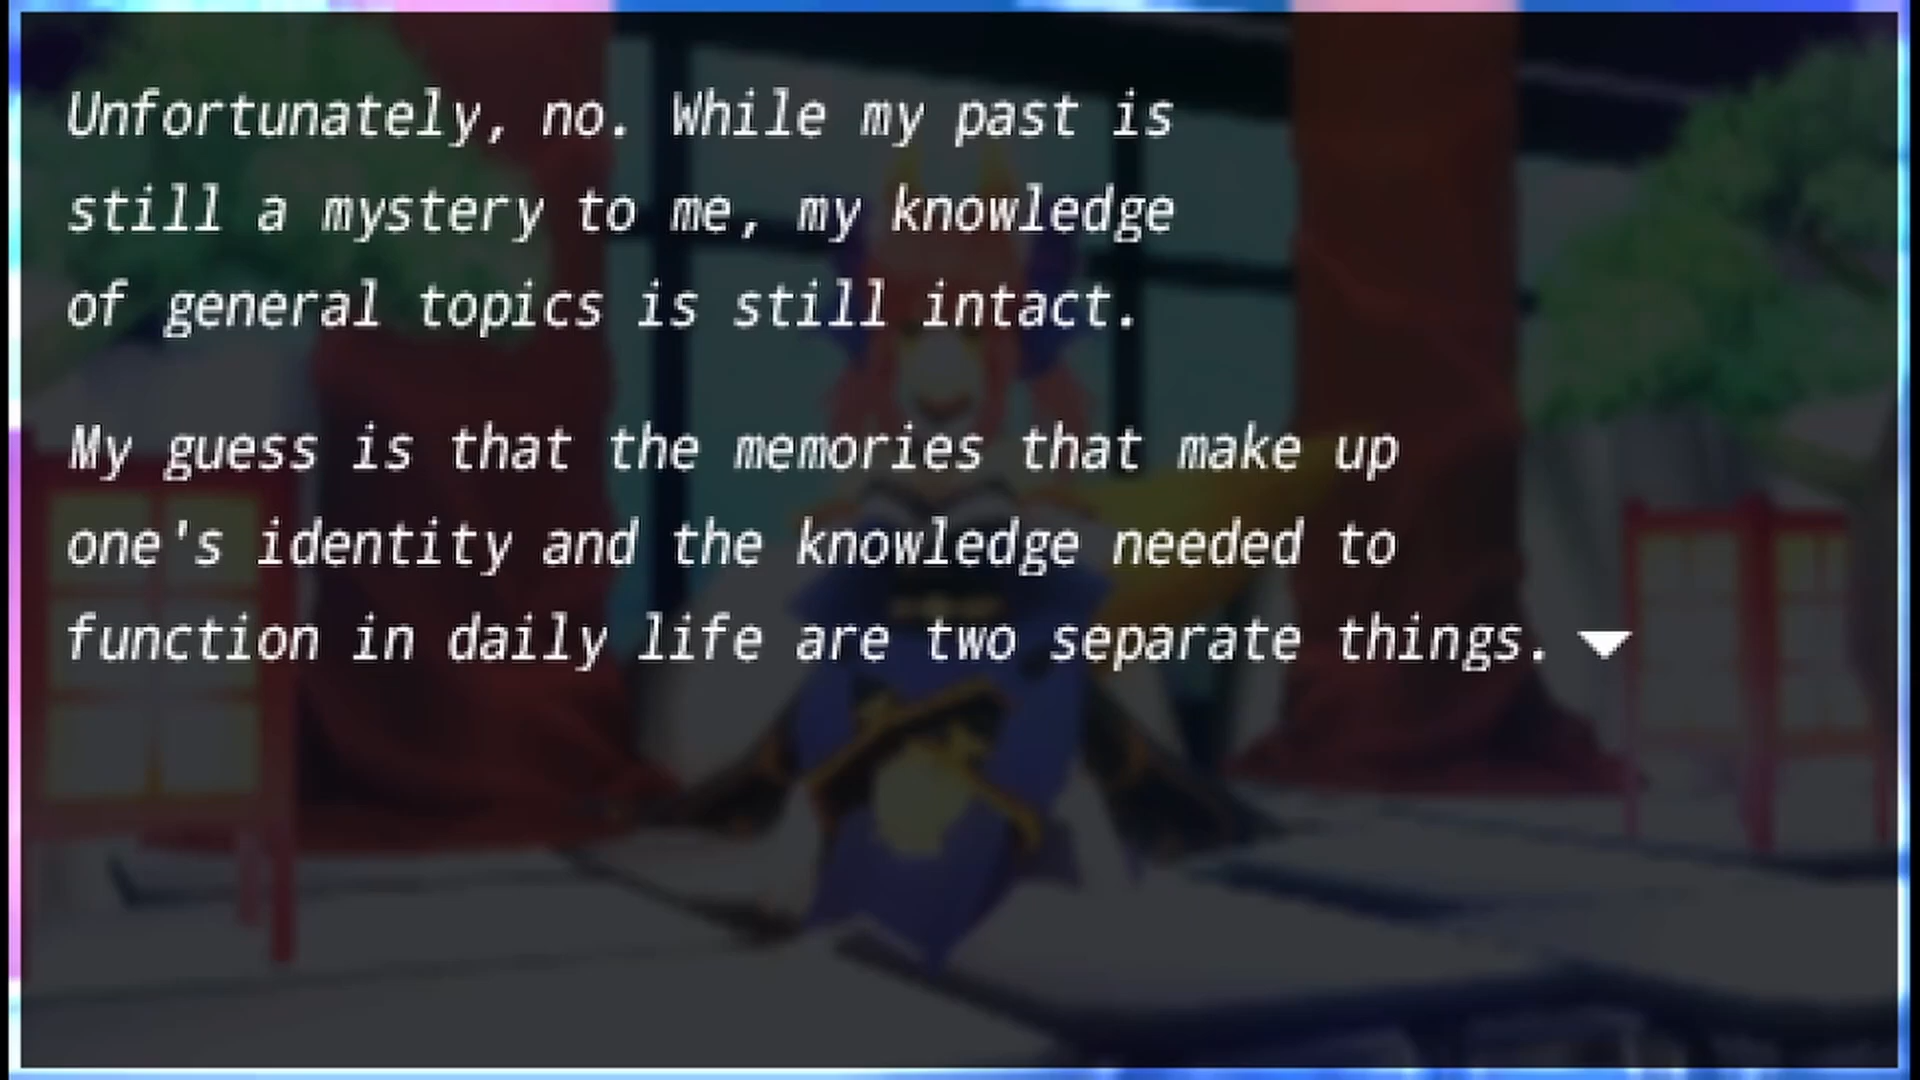 Unfortunately, no. While my past is
still a mystery to me, my knowledge
of general topics is still intact.
My guess is that the memories that make up
one's identity and the knowledge needed to
function in daily life are two separate things.